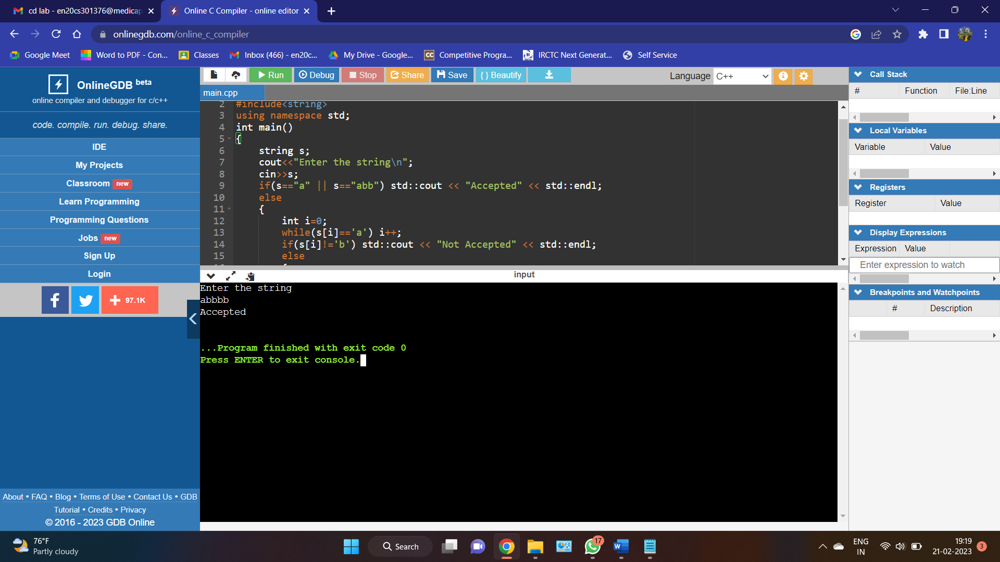 cd lab - en20cs301376@medicap
Online C Compiler - online editor
onlinegdb.com/online_c_compiler
Google Meet
Word to PDF - Con...
Classes
Inbox (466) - en20c...
My Drive - Google...
CC Competitive Progra...
IRCTC Next Generat...
Self Service
OnlineGDB beta
online compiler and debugger for c/c++
code. compile. run. debug. share.
IDE
My Projects
Classroom new
Learn Programming
Programming Questions
Jobs new
Sign Up
Login
f
+ 97.1K
About • FAQ • Blog • Terms of Use • Contact Us • GDB
Tutorial • Credits • Privacy
© 2016 - 2023 GDB Online
Run Debug Stop Share Save { } Beautify
Language C++
main.cpp
2 #include<string>
3 using namespace std;
4 int main()
5 {
6 string s;
7 cout<<"Enter the string\n";
8 cin>>s;
9 if(s=="a" || s=="abb") std::cout << "Accepted" << std::endl;
10 else
11 {
12 int i=0;
13 while(s[i]=='a') i++;
14 if(s[i]!='b') std::cout << "Not Accepted" << std::endl;
15 else
input
Enter the string
abbbb
Accepted
...Program finished with exit code 0
Press ENTER to exit console.
Call Stack
# Function File:Line
Local Variables
Variable Value
Registers
Register Value
Display Expressions
Expression Value
Enter expression to watch
Breakpoints and Watchpoints
# Description
76°F
Partly cloudy
Search
17
W
ENG
IN
19:19
21-02-2023
3